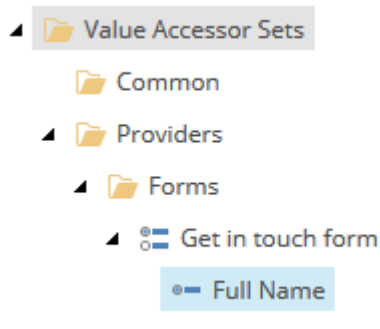 Value Accessor Sets
Common
Providers
Forms
Get in touch form
Full Name